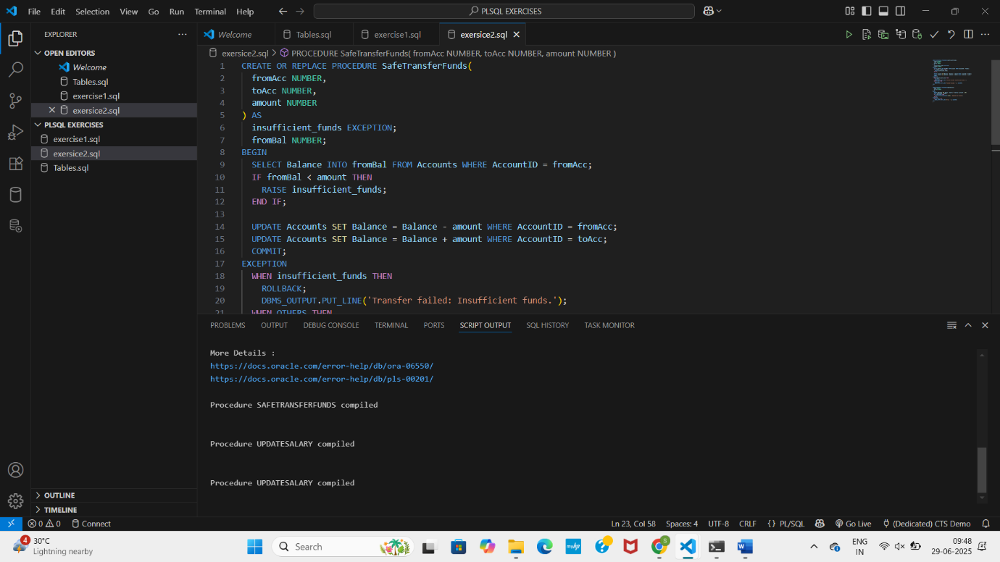 File Edit Selection View Go Run Terminal Help
PLSQL EXERCISES
EXPLORER
OPEN EDITORS
Welcome
Tables.sql
exercise1.sql
exersice2.sql
PLSQL EXERCISES
exercise1.sql
exersice2.sql
Tables.sql
OUTLINE
TIMELINE
Welcome Tables.sql exercise1.sql exersice2.sql
exersice2.sql > PROCEDURE SafeTransferFunds( fromAcc NUMBER, toAcc NUMBER, amount NUMBER )
1 CREATE OR REPLACE PROCEDURE SafeTransferFunds(
2 fromAcc NUMBER,
3 toAcc NUMBER,
4 amount NUMBER
5 ) AS
6 insufficient_funds EXCEPTION;
7 fromBal NUMBER;
8 BEGIN
9 SELECT Balance INTO fromBal FROM Accounts WHERE AccountID = fromAcc;
10 IF fromBal < amount THEN
11 RAISE insufficient_funds;
12 END IF;
13
14 UPDATE Accounts SET Balance = Balance - amount WHERE AccountID = fromAcc;
15 UPDATE Accounts SET Balance = Balance + amount WHERE AccountID = toAcc;
16 COMMIT;
17 EXCEPTION
18 WHEN insufficient_funds THEN
19 ROLLBACK;
20 DBMS_OUTPUT.PUT_LINE('Transfer failed: Insufficient funds.');
21 WHEN OTHERS THEN
PROBLEMS OUTPUT DEBUG CONSOLE TERMINAL PORTS SCRIPT OUTPUT SQL HISTORY TASK MONITOR
More Details :
https://docs.oracle.com/error-help/db/ora-06550/
https://docs.oracle.com/error-help/db/pls-00201/
Procedure SAFETRANSFERFUNDS compiled
Procedure UPDATESALARY compiled
Procedure UPDATESALARY compiled
0 0 Connect Ln 23, Col 58 Spaces: 4 UTF-8 CRLF {} PL/SQL Go Live (Dedicated) CTS Demo
4 30°C
Lightning nearby
Search
myhp
S
ENG
IN
09:48
29-06-2025